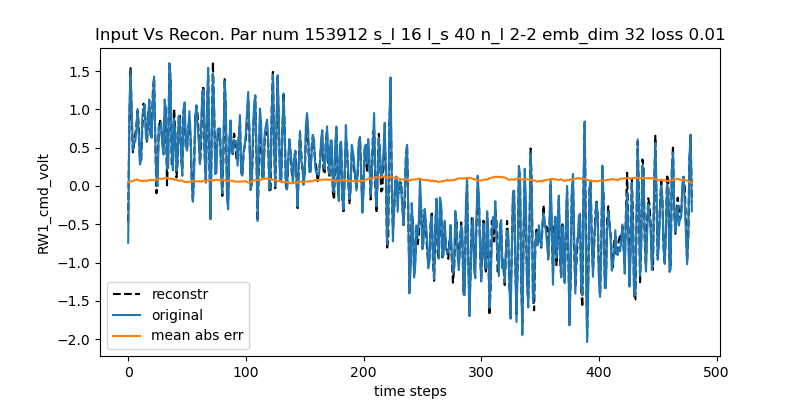 Input Vs Recon. Par num 153912 s_l 16 l_s 40 n_l 2-2 emb_dim 32 loss 0.01
1.5
1.0
0.5
0.0
−0.5
−1.0
−1.5
−2.0
RW1_cmd_volt
reconstr
original
mean abs err
0 100 200 300 400 500
time steps